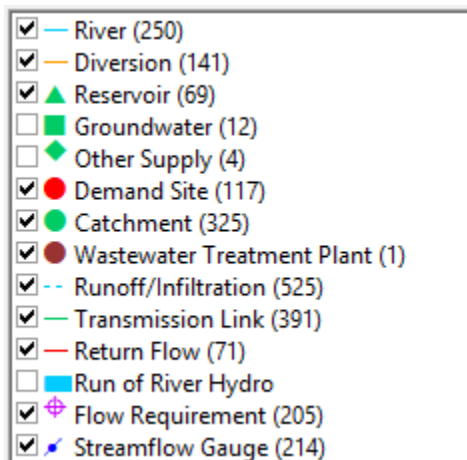 River (250)
Diversion (141)
Reservoir (69)
Groundwater (12)
Other Supply (4)
Demand Site (117)
Catchment (325)
Wastewater Treatment Plant (1)
Runoff/Infiltration (525)
Transmission Link (391)
Return Flow (71)
Run of River Hydro
Flow Requirement (205)
Streamflow Gauge (214)